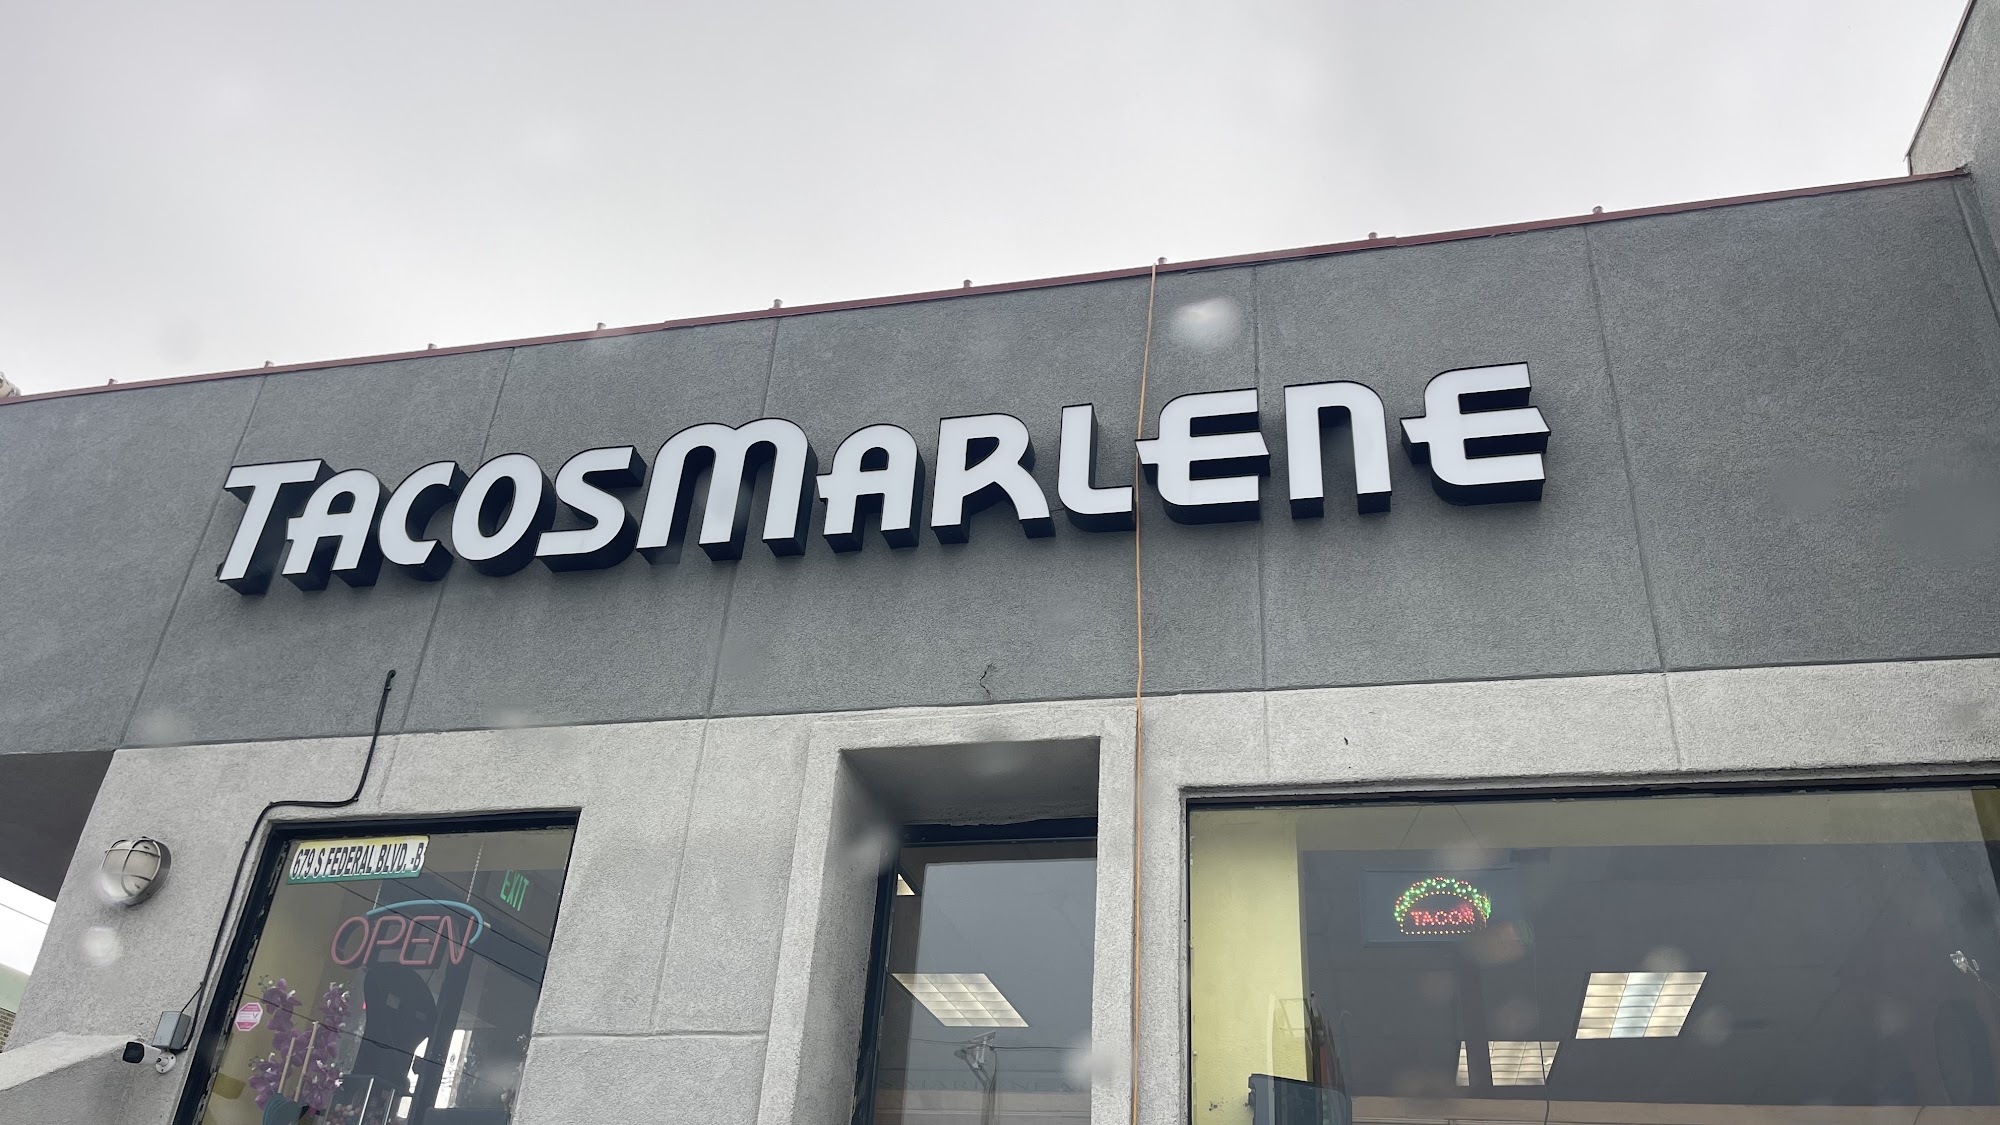 TACOSMARLENE
679 S FEDERAL BLVD. -B
EXIT
OPEN
TACOS